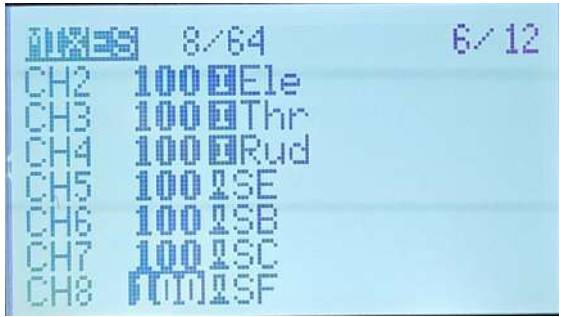 MIXES 8/64 6/12
CH2 100 I Ele
CH3 100 I Thr
CH4 100 I Rud
CH5 100 SE
CH6 100 SB
CH7 100 SC
CH8 SF